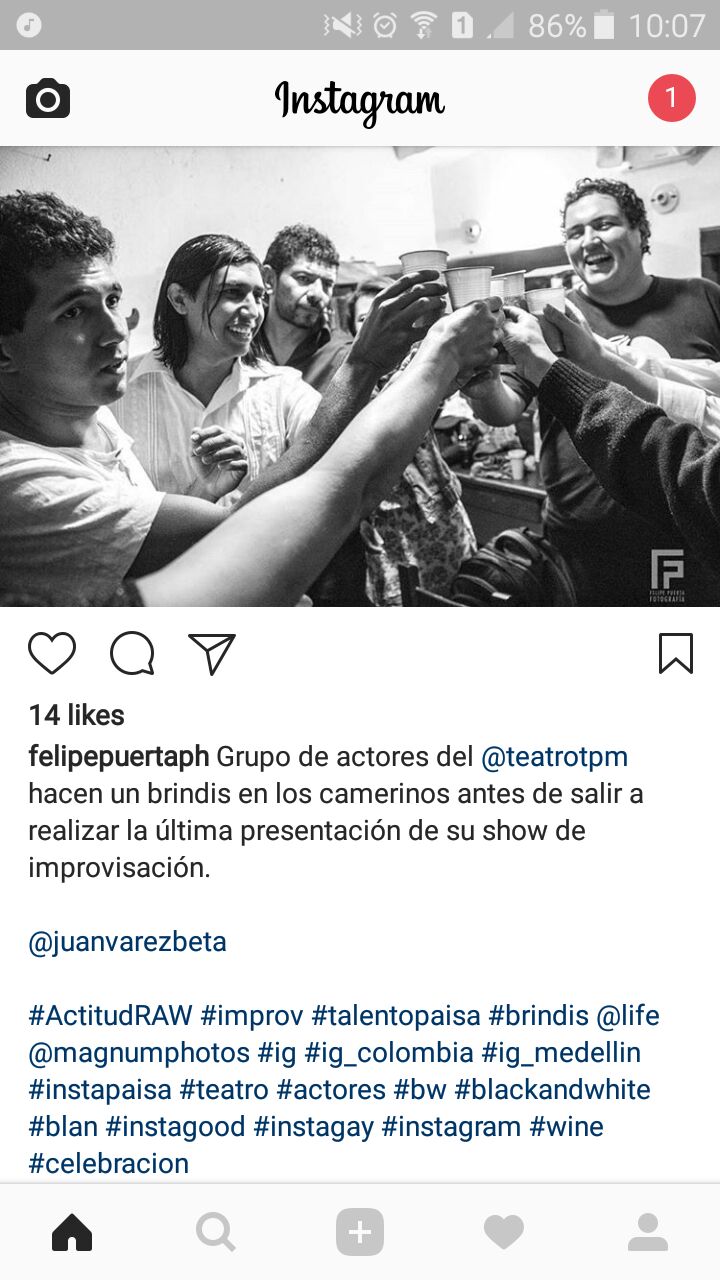 1 86% 10:07
Instagram 1
FELIPE PUERTA
FOTOGRAFÍA
14 likes
felipepuertaph Grupo de actores del @teatrotpm
hacen un brindis en los camerinos antes de salir a
realizar la última presentación de su show de
improvisación.
@juanvarezbeta
#ActitudRAW #improv #talentopaisa #brindis @life
@magnumphotos #ig #ig_colombia #ig_medellin
#instapaisa #teatro #actores #bw #blackandwhite
#blan #instagood #instagay #instagram #wine
#celebracion